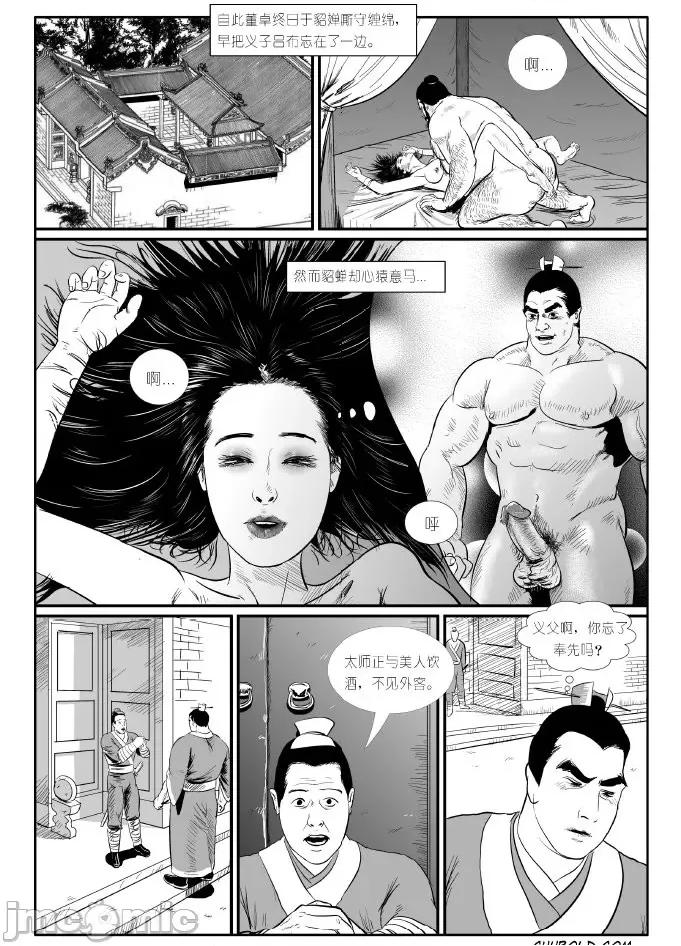 自此董卓终日于貂婵厮守缠绵，
早把义子吕布忘在了一边。
啊...
然而貂蝉却心猿意马...
啊...
呼
太师正与美人饮
酒，不见外客。
义父啊，你忘了
奉先吗？
jmcomic